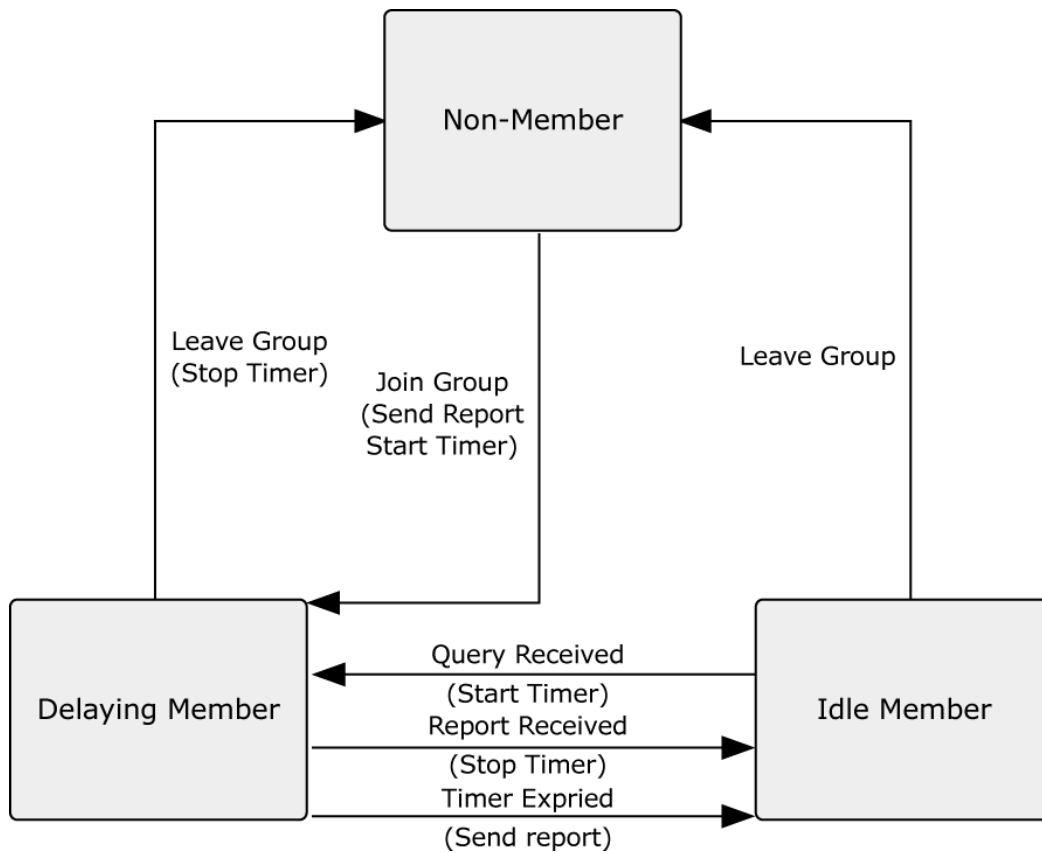 Non-Member
Leave Group
(Stop Timer)
Join Group
(Send Report
Start Timer)
Leave Group
Delaying Member
Query Received
(Start Timer)
Report Received
(Stop Timer)
Timer Expried
(Send report)
Idle Member